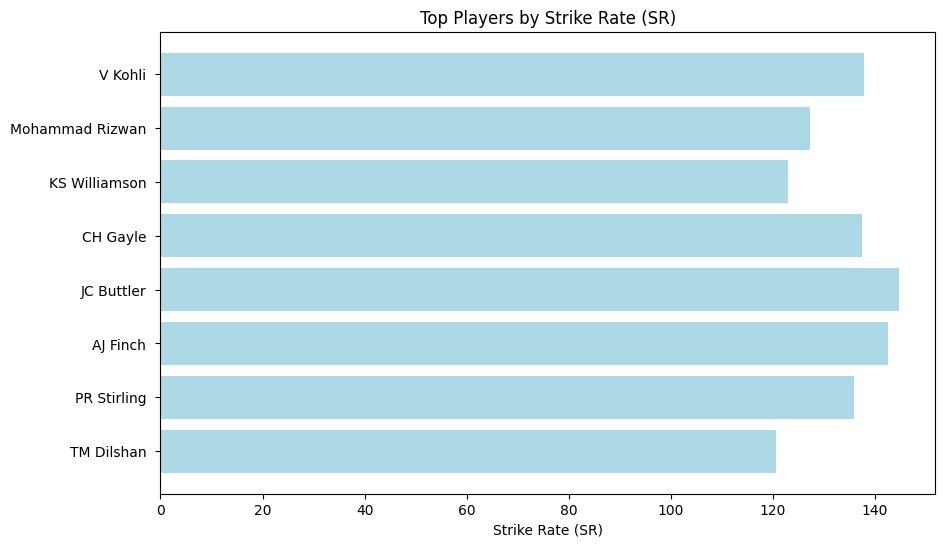 Top Players by Strike Rate (SR)
V Kohli
Mohammad Rizwan
KS Williamson
CH Gayle
JC Buttler
AJ Finch
PR Stirling
TM Dilshan
0 20 40 60 80 100 120 140
Strike Rate (SR)